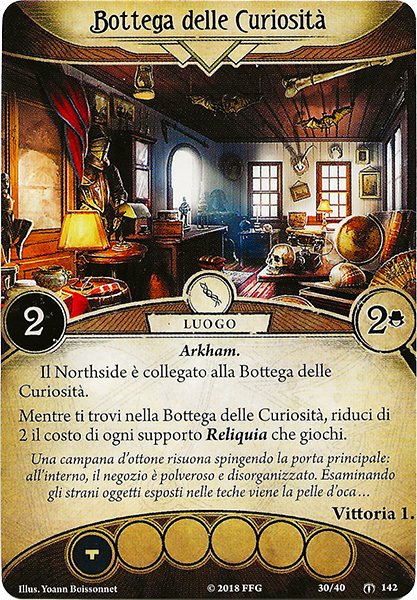 Bottega delle Curiosità
2
LUOGO
2
Arkham.
Il Northside è collegato alla Bottega delle
Curiosità.
Mentre ti trovi nella Bottega delle Curiosità, riduci di
2 il costo di ogni supporto Reliquia che giochi.
Una campana d'ottone risuona spingendo la porta principale:
all'interno, il negozio è polveroso e disorganizzato. Esaminando
gli strani oggetti esposti nelle teche viene la pelle d'oca…
Vittoria 1.
Illus. Yoann Boissonnet © 2018 FFG 30/40 142